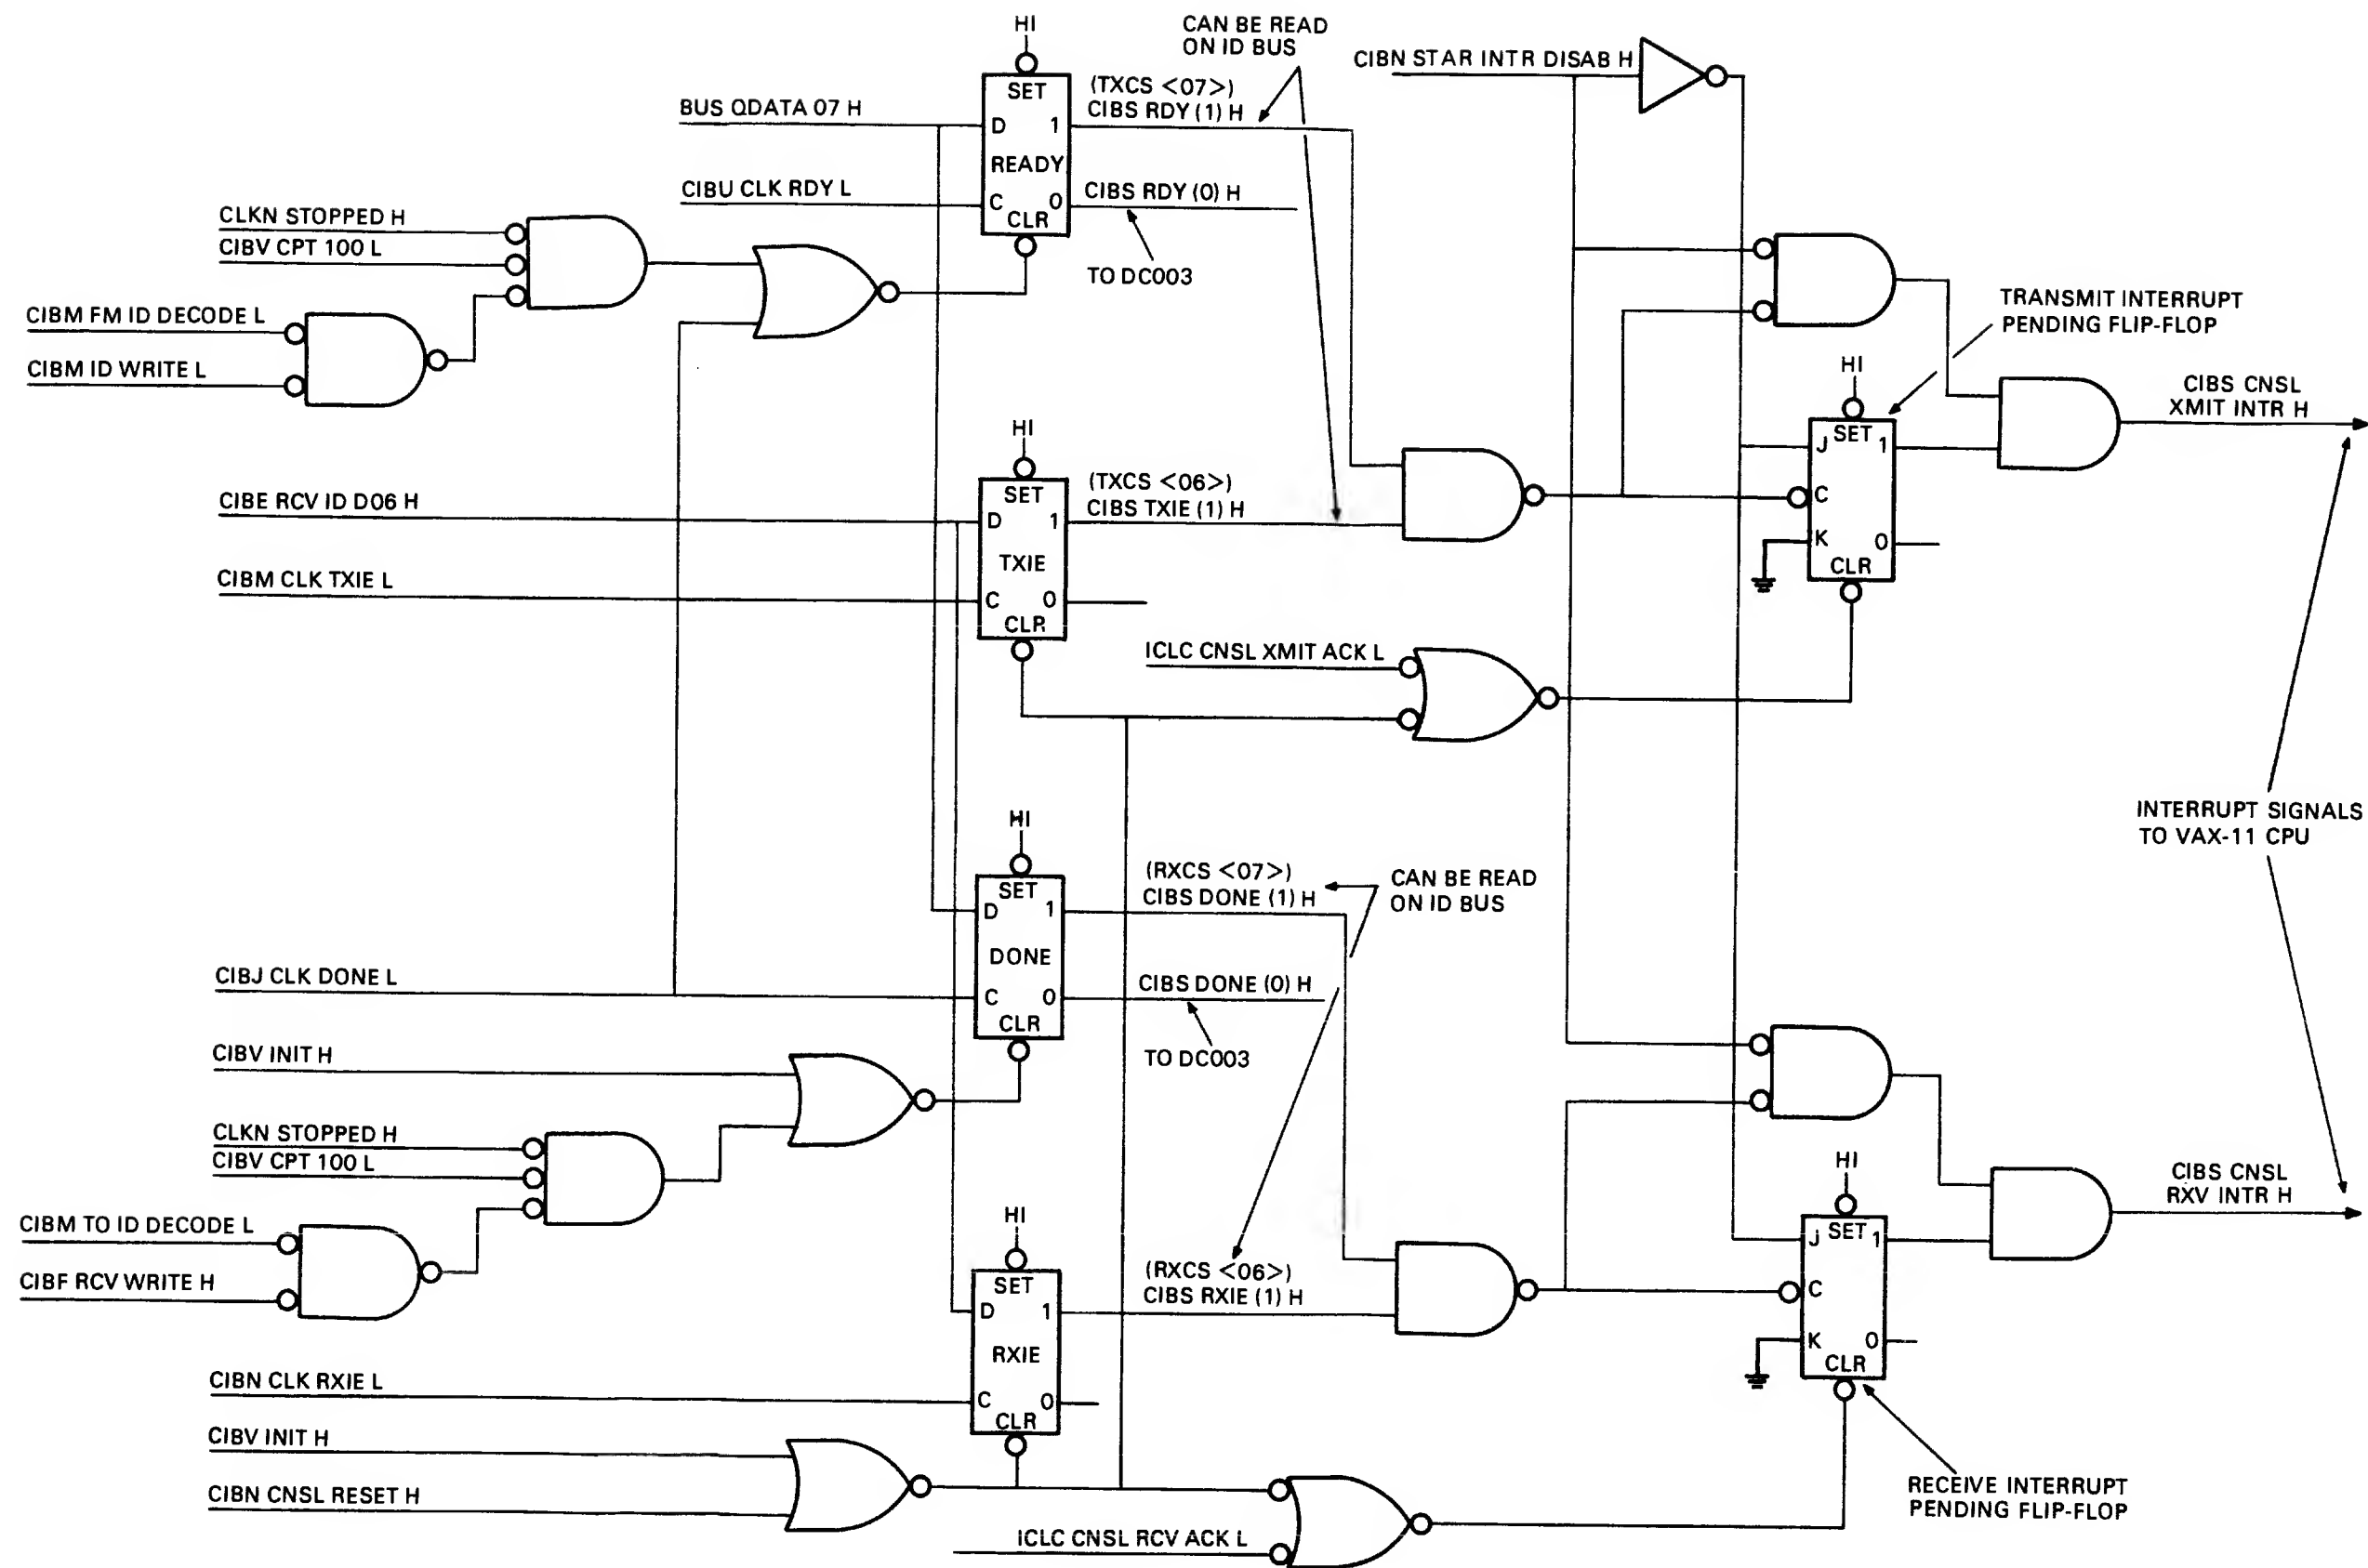 HI
CAN BE READ
ON ID BUS
CIBN STAR INTR DISAB H
BUS QDATA 07 H
SET
D
1
READY
C
0
CLR
(TXCS <07>)
CIBS RDY (1) H
CIBU CLK RDY L
CIBS RDY (0) H
TO DC003
CLKN STOPPED H
CIBV CPT 100 L
CIBM FM ID DECODE L
CIBM ID WRITE L
TRANSMIT INTERRUPT
PENDING FLIP-FLOP
HI
SET
J
1
C
K
0
CLR
CIBS CNSL
XMIT INTR H
HI
CIBE RCV ID D06 H
SET
D
1
TXIE
C
0
CLR
(TXCS <06>)
CIBS TXIE (1) H
CIBM CLK TXIE L
ICLC CNSL XMIT ACK L
INTERRUPT SIGNALS
TO VAX-11 CPU
HI
SET
D
1
DONE
C
0
CLR
(RXCS <07>)
CIBS DONE (1) H
CAN BE READ
ON ID BUS
CIBJ CLK DONE L
CIBS DONE (0) H
TO DC003
CIBV INIT H
CLKN STOPPED H
CIBV CPT 100 L
CIBM TO ID DECODE L
CIBF RCV WRITE H
HI
SET
D
1
RXIE
C
0
CLR
(RXCS <06>)
CIBS RXIE (1) H
HI
SET
J
1
C
K
0
CLR
CIBS CNSL
RXV INTR H
CIBN CLK RXIE L
CIBV INIT H
CIBN CNSL RESET H
ICLC CNSL RCV ACK L
RECEIVE INTERRUPT
PENDING FLIP-FLOP